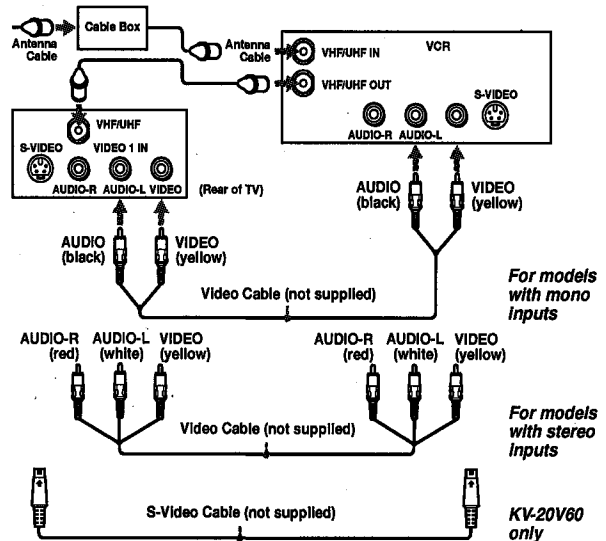 Cable Box
Antenna Cable
Antenna Cable
VHF/UHF IN
VCR
VHF/UHF OUT
S-VIDEO
AUDIO-R AUDIO-L
VHF/UHF
S-VIDEO VIDEO 1 IN
AUDIO-R AUDIO-L VIDEO
(Rear of TV)
AUDIO (black)
VIDEO (yellow)
AUDIO (black)
VIDEO (yellow)
Video Cable (not supplied)
For models with mono inputs
AUDIO-R (red)
AUDIO-L (white)
VIDEO (yellow)
AUDIO-R (red)
AUDIO-L (white)
VIDEO (yellow)
Video Cable (not supplied)
For models with stereo inputs
S-Video Cable (not supplied)
KV-20V60 only